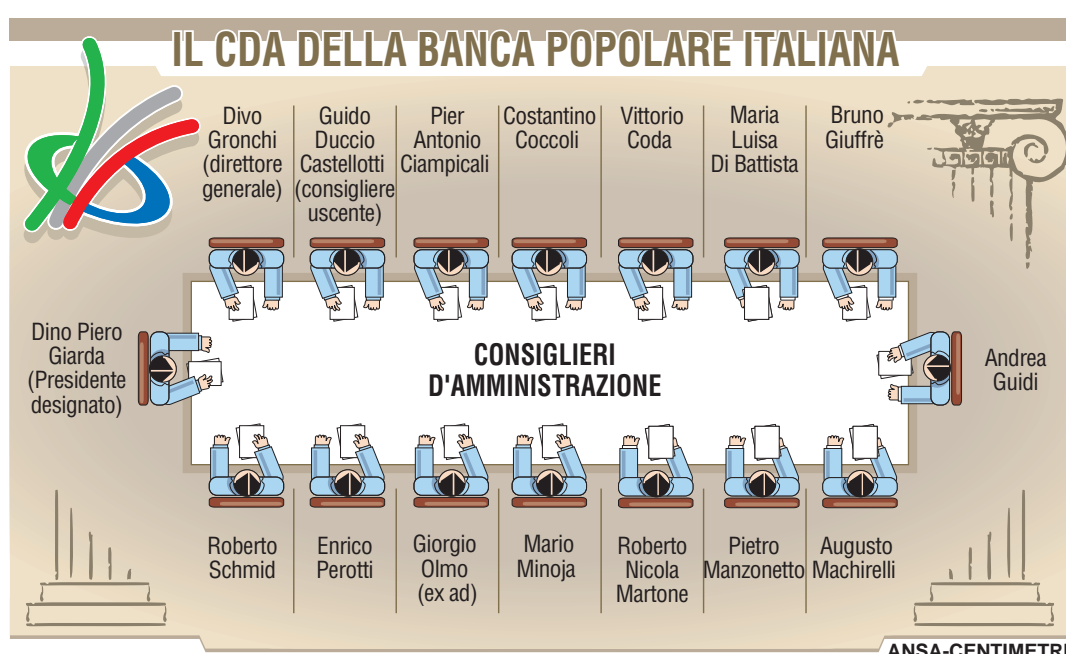 IL CDA DELLA BANCA POPOLARE ITALIANA
Divo
Gronchi
(direttore
generale)
Guido
Duccio
Castellotti
(consigliere
uscente)
Pier
Antonio
Ciampicali
Costantino
Coccoli
Vittorio
Coda
Maria
Luisa
Di Battista
Bruno
Giuffrè
Dino Piero
Giarda
(Presidente
designato)
CONSIGLIERI
D'AMMINISTRAZIONE
Andrea
Guidi
Roberto
Schmid
Enrico
Perotti
Giorgio
Olmo
(ex ad)
Mario
Minoja
Roberto
Nicola
Martone
Pietro
Manzonetto
Augusto
Machirelli
ANSA-CENTIMETRI